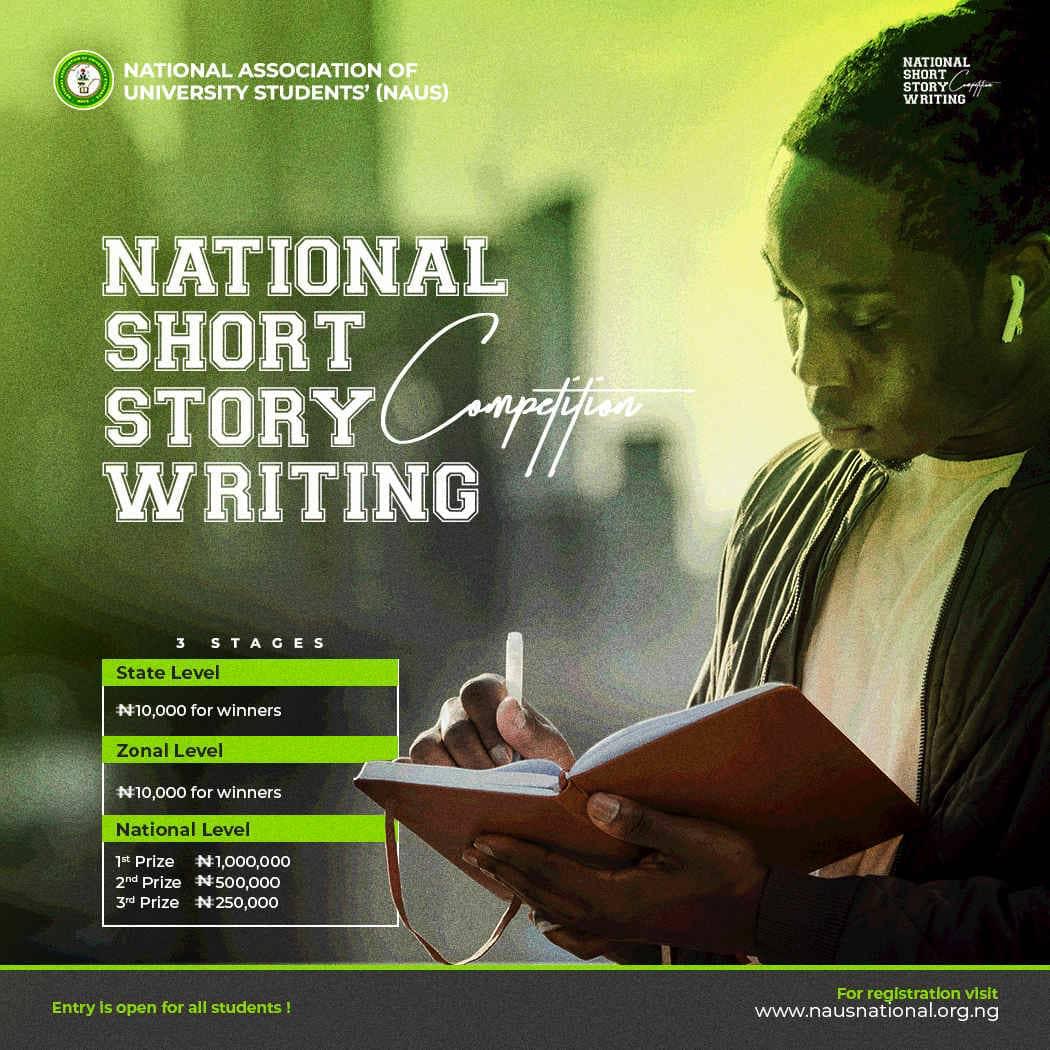 NATIONAL ASSOCIATION OF
UNIVERSITY STUDENTS' (NAUS)
NATIONAL
SHORT
STORY Competition
WRITING
NATIONAL
SHORT
STORY Competition
WRITING
3 STAGES
State Level
₦10,000 for winners
Zonal Level
₦10,000 for winners
National Level
1st Prize ₦1,000,000
2nd Prize ₦500,000
3rd Prize ₦250,000
Entry is open for all students !
For registration visit
www.nausnational.org.ng